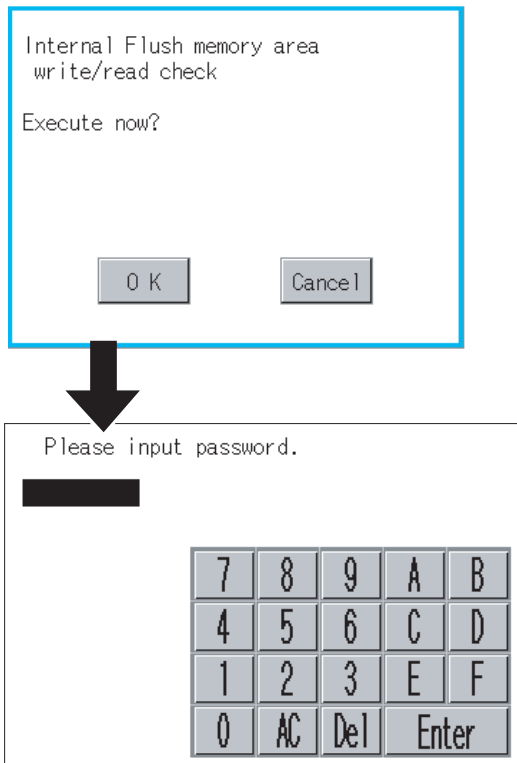 Internal Flush memory area
write/read check
Execute now?
OK Cancel
Please input password.
7 8 9 A B
4 5 6 C D
1 2 3 E F
0 AC Del Enter